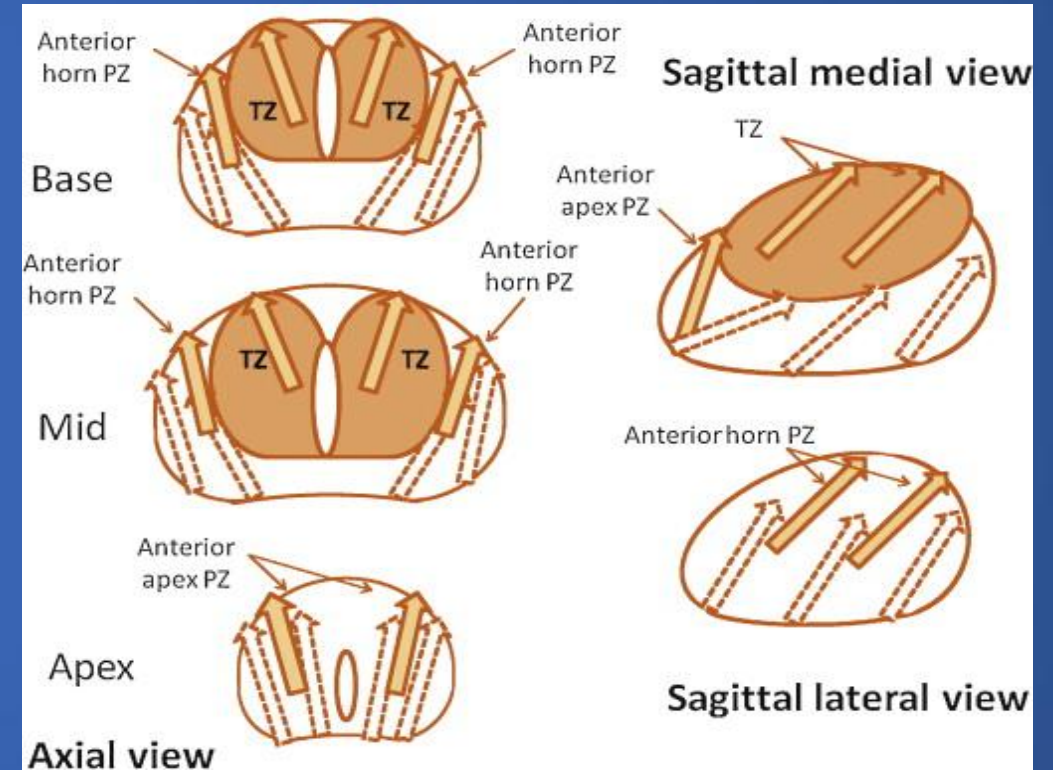 Anterior
horn PZ
Anterior
horn PZ
TZ
TZ
Base
Anterior
horn PZ
Anterior
horn PZ
TZ
TZ
Mid
Anterior
apex PZ
Apex
Axial view
Sagittal medial view
TZ
Anterior
apex PZ
Anterior horn PZ
Sagittal lateral view